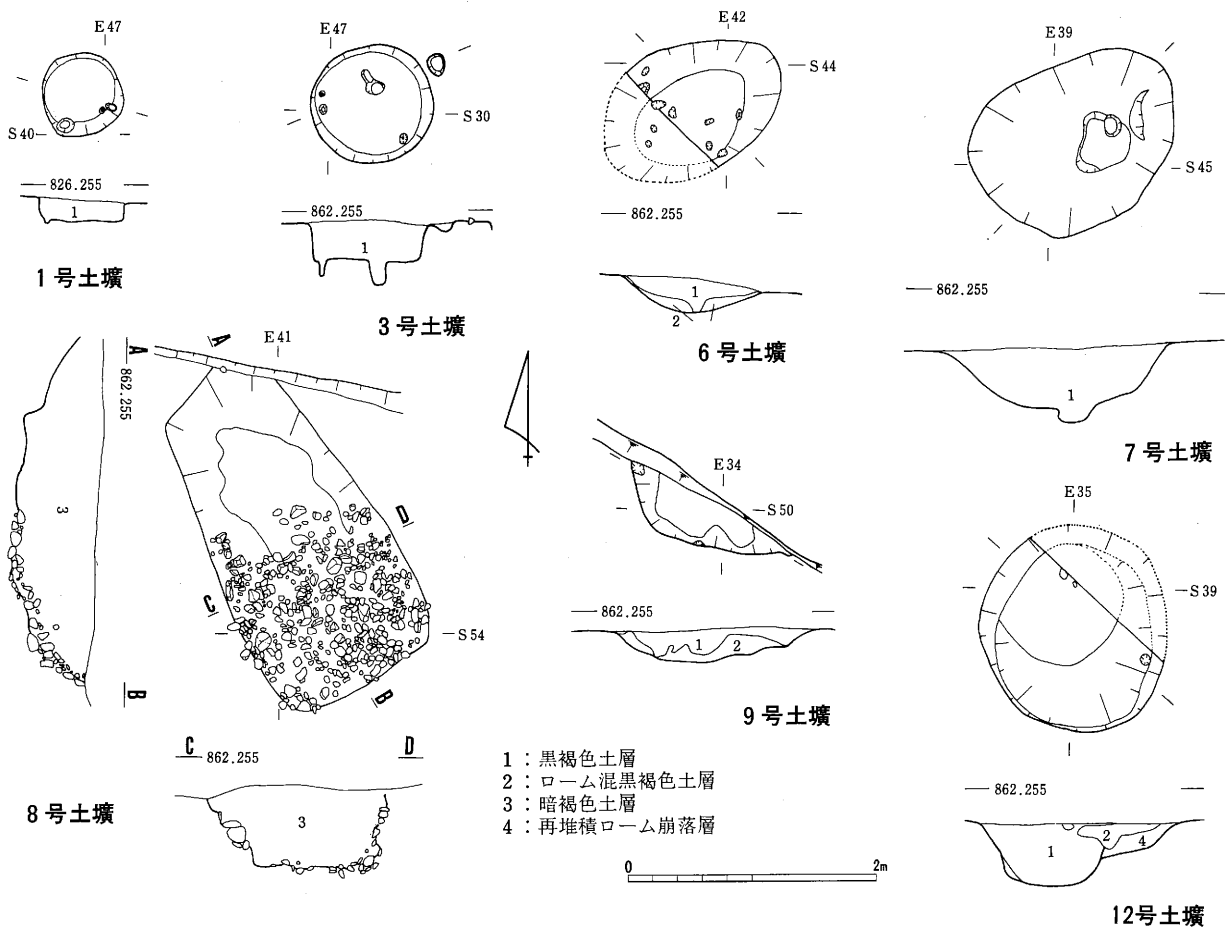 E47
S40
826.255
1
1号土壙
E47
S30
862.255
1
3号土壙
E42
S44
862.255
1
2
6号土壙
E39
S45
862.255
1
7号土壙
A
A
E41
862.255
3
D
C
S54
B
B
C
862.255
D
3
8号土壙
E34
S50
862.255
1
2
9号土壙
E35
S39
862.255
1
2
4
12号土壙
1：黒褐色土層
2：ローム混黒褐色土層
3：暗褐色土層
4：再堆積ローム崩落層
0
2m